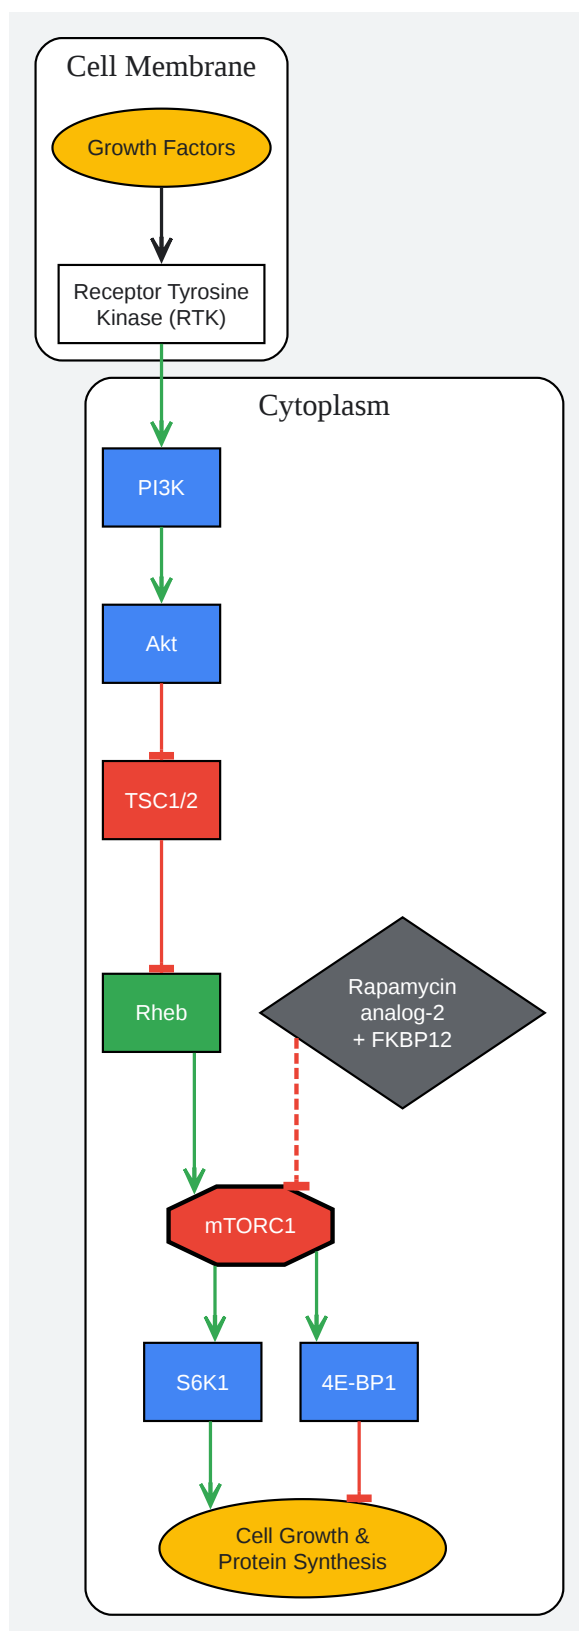 Cell Membrane
Growth Factors
Receptor Tyrosine
Kinase (RTK)
Cytoplasm
PI3K
Akt
TSC1/2
Rheb
Rapamycin
analog-2
+ FKBP12
mTORC1
S6K1
4E-BP1
Cell Growth &
Protein Synthesis